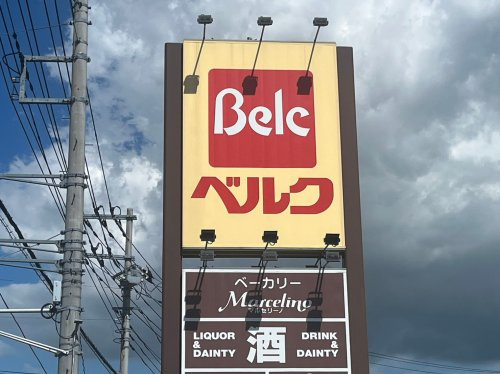 Belc
ベルク
ベーカリー
Marcelino
マルセリーノ
LIQUOR & DAINTY
酒
DRINK & DAINTY